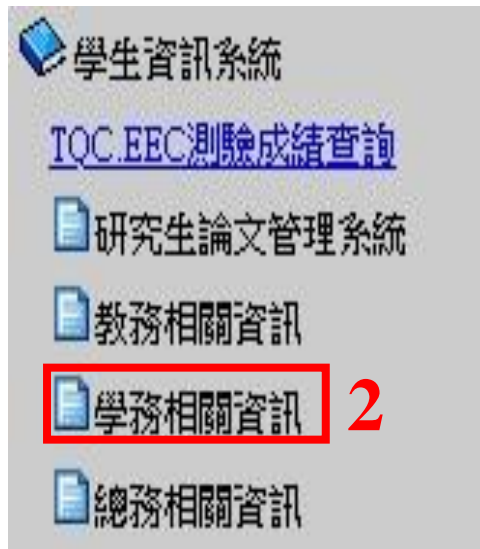 學生資訊系統
TQC.EEC測驗成績查詢
研究生論文管理系統
教務相關資訊
學務相關資訊 2
總務相關資訊